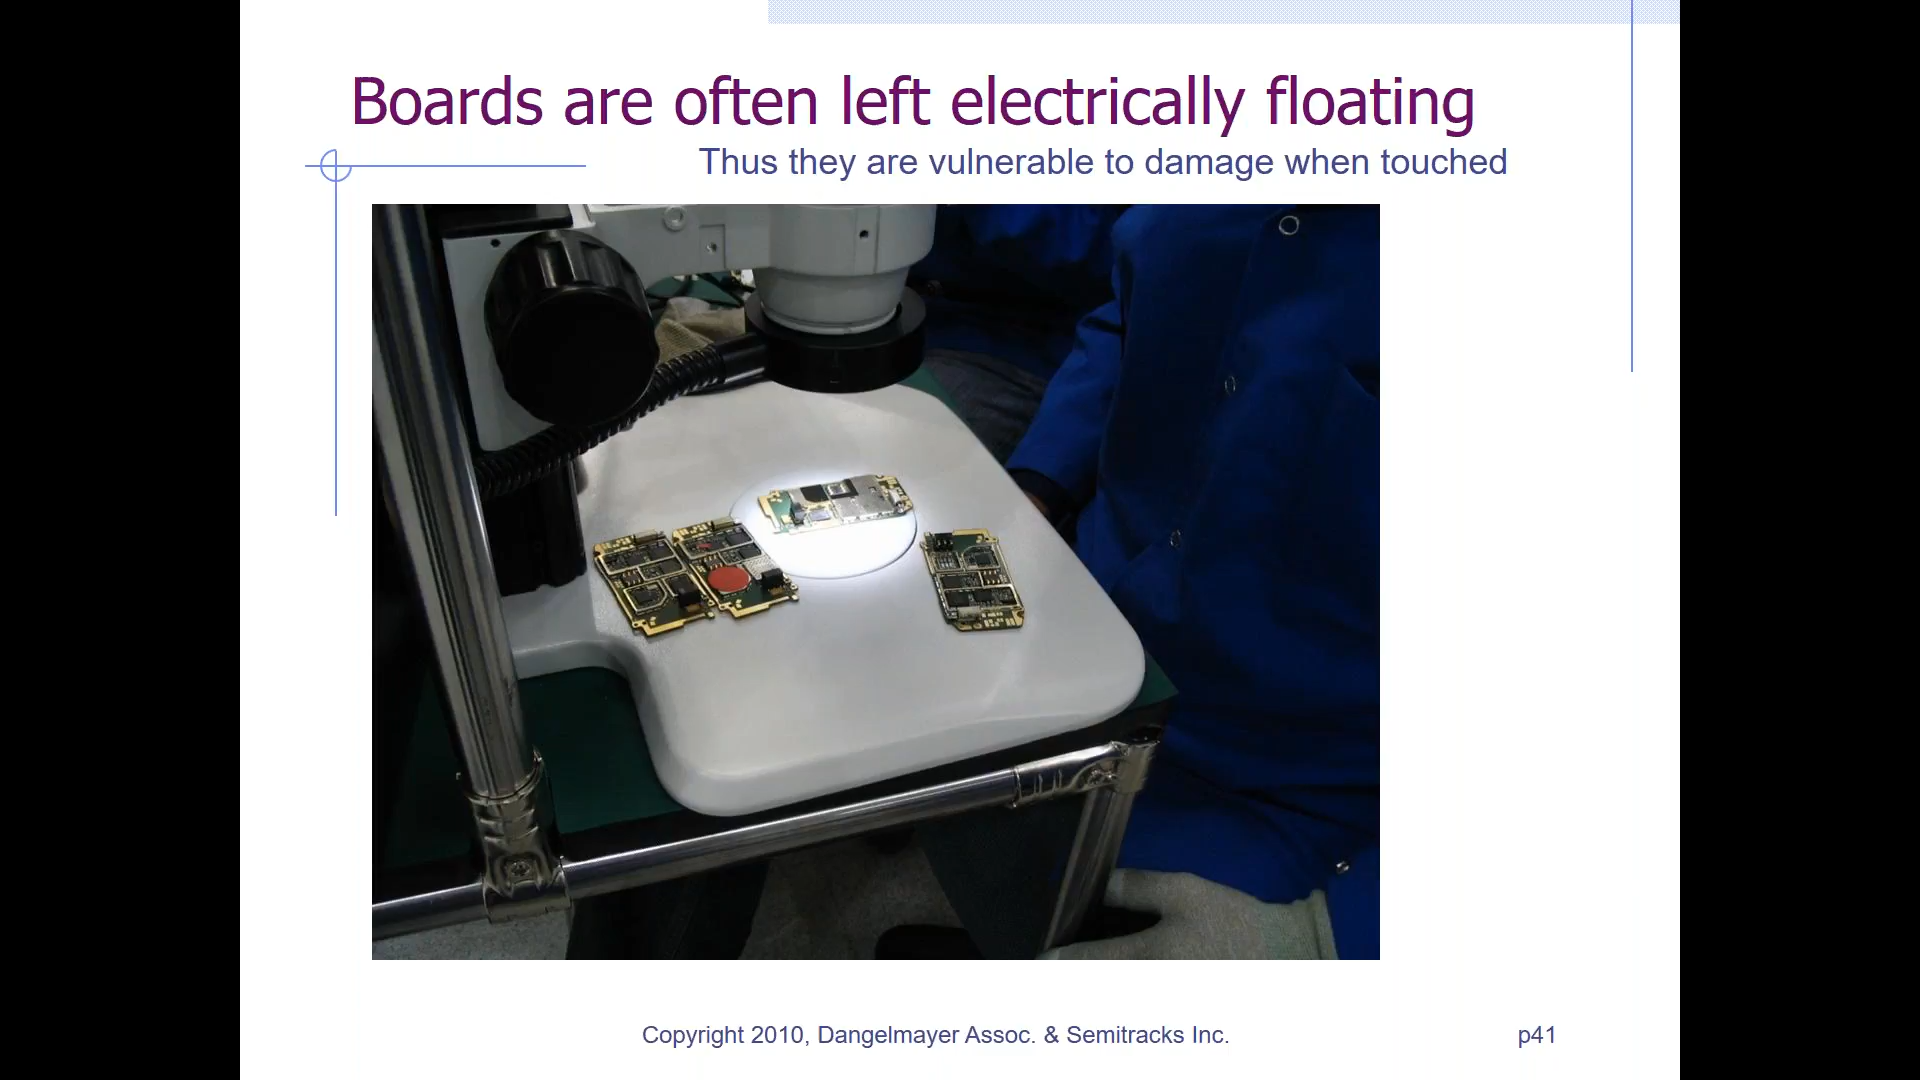 Boards are often left electrically floating
Thus they are vulnerable to damage when touched
Copyright 2010, Dangelmayer Assoc. & Semitracks Inc.
p41